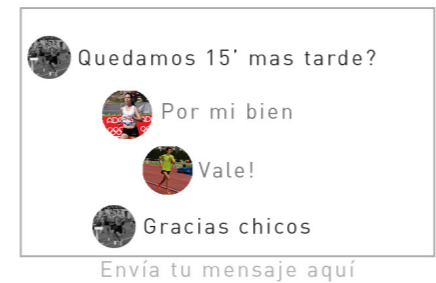 Quedamos 15’ mas tarde?
Por mi bien
Vale!
Gracias chicos
Envía tu mensaje aquí